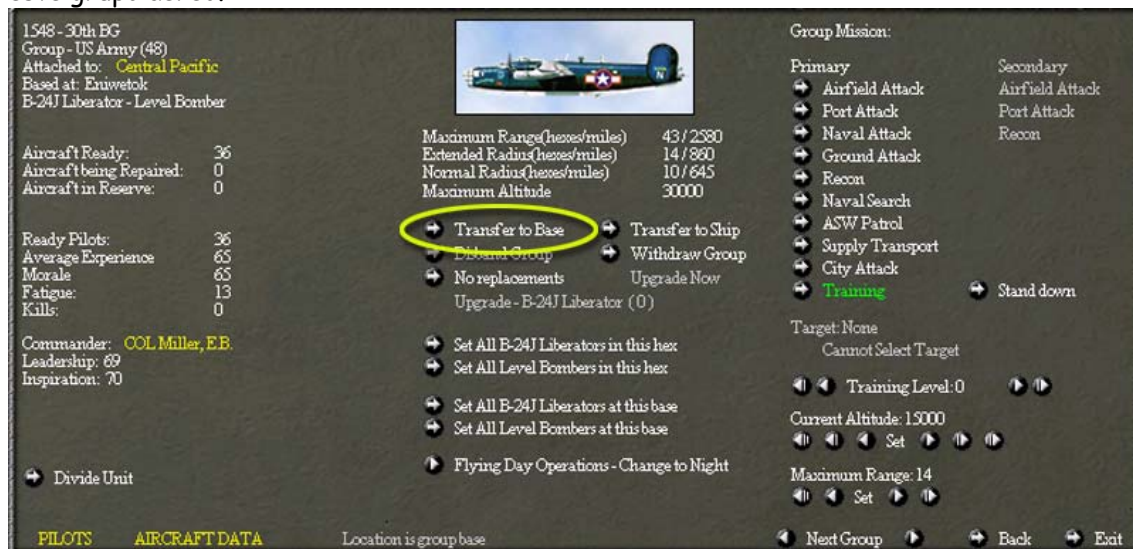 1548 - 30th BG
Group - US Army (48)
Attached to: Central Pacific
Based at: Eniwetok
B-24J Liberator - Level Bomber
Aircraft Ready: 36
Aircraft being Repaired: 0
Aircraft in Reserve: 0
Ready Pilots: 36
Average Experience 65
Morale 65
Fatigue: 13
Kills: 0
Commander: COL Miller, E.B.
Leadership: 69
Inspiration: 70
Divide Unit
PILOTS AIRCRAFT DATA
N
Maximum Range(hexes/miles) 43 / 2580
Extended Radius(hexes/miles) 14 / 860
Normal Radius(hexes/miles) 10 / 645
Maximum Altitude 30000
Transfer to Base Transfer to Ship
Disband Group Withdraw Group
No replacements Upgrade Now
Upgrade - B-24J Liberator ( 0 )
Set All B-24J Liberators in this hex
Set All Level Bombers in this hex
Set All B-24J Liberators at this base
Set All Level Bombers at this base
Flying Day Operations - Change to Night
Location is group base
Group Mission:
Primary Secondary
Airfield Attack Airfield Attack
Port Attack Port Attack
Naval Attack Recon
Ground Attack
Recon
Naval Search
ASW Patrol
Supply Transport
City Attack
Training Stand down
Target: None
Cannot Select Target
Training Level: 0
Current Altitude: 15000
Set
Maximum Range: 14
Set
Next Group Back Exit